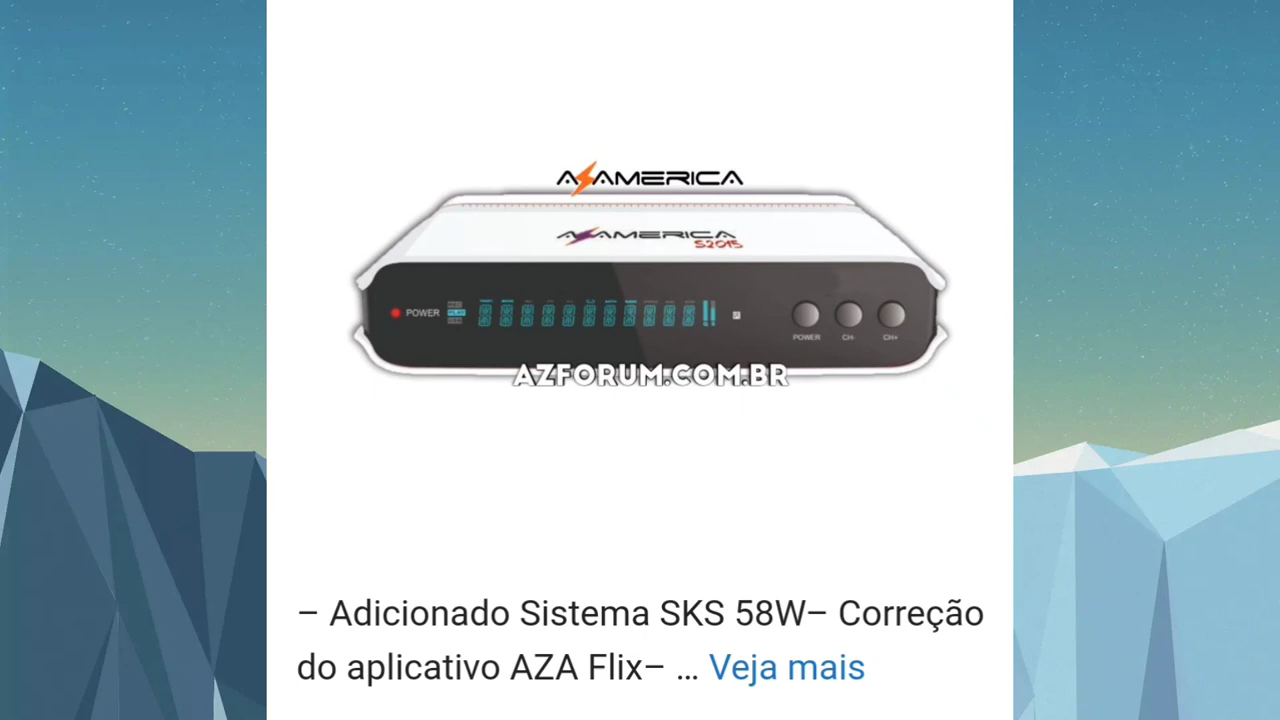 AZAMERICA
AZAMERICA
S2015
POWER
PLAY
POWER
CH-
CH+
AZFORUM.COM.BR
– Adicionado Sistema SKS 58W– Correção
do aplicativo AZA Flix– ... Veja mais